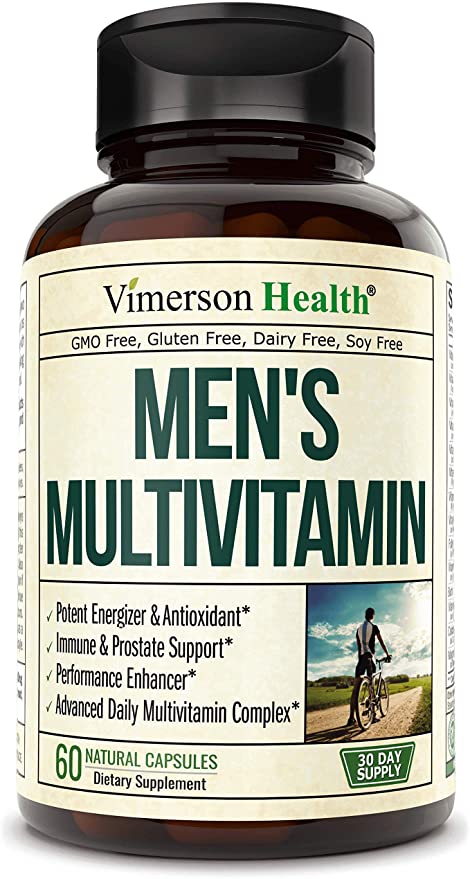 Vimerson Health®
GMO Free, Gluten Free, Dairy Free, Soy Free
MEN'S
MULTIVITAMIN
✓ Potent Energizer & Antioxidant*
✓ Immune & Prostate Support*
✓ Performance Enhancer*
✓ Advanced Daily Multivitamin Complex*
60 NATURAL CAPSULES
Dietary Supplement
30 DAY
SUPPLY